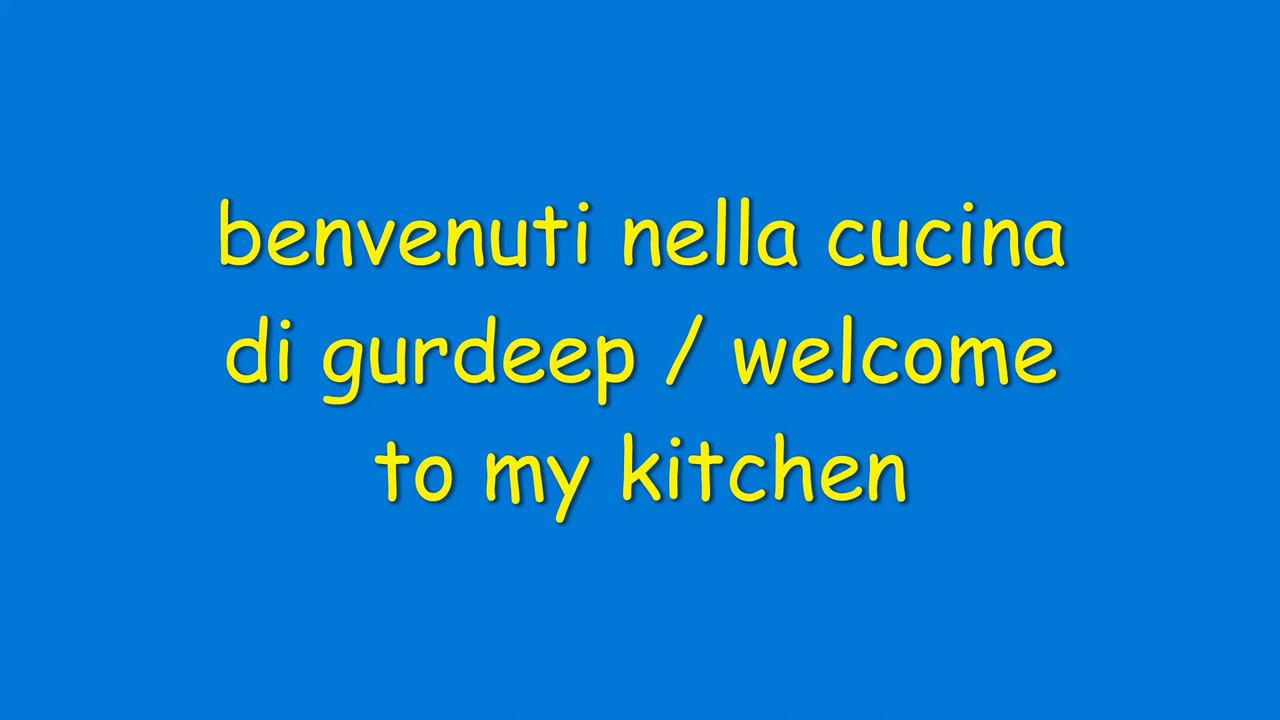 benvenuti nella cucina
di gurdeep / welcome
to my kitchen